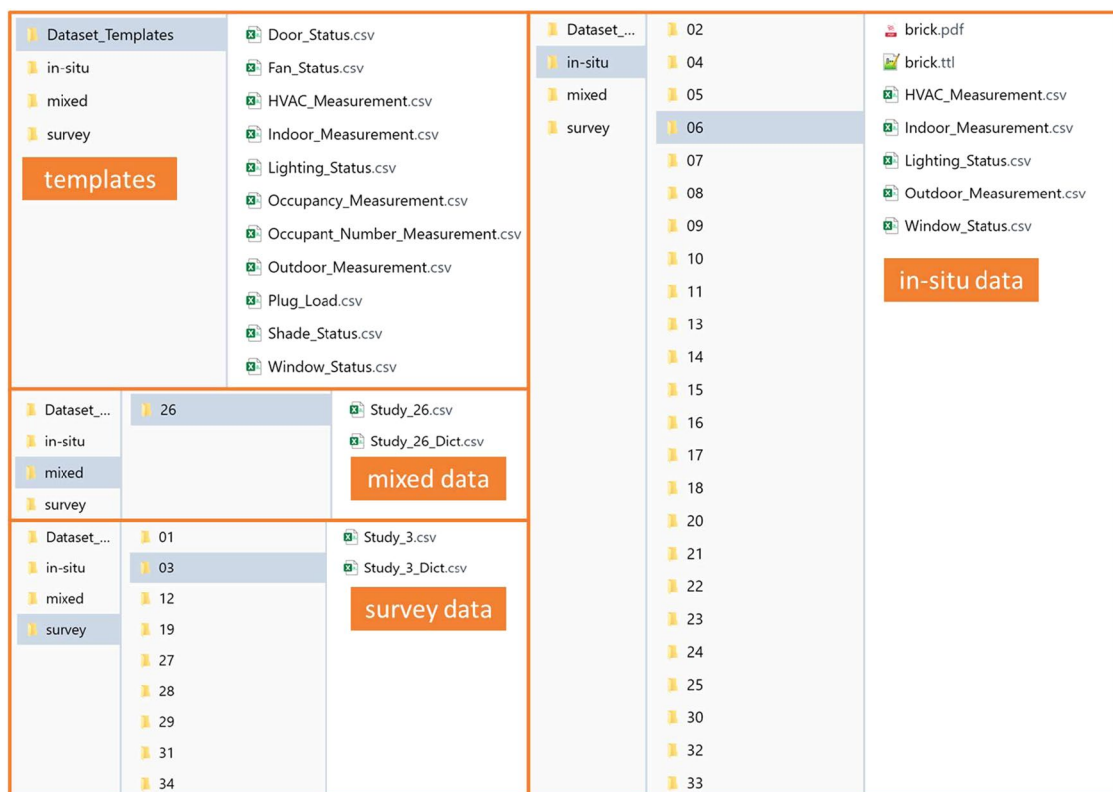 Dataset_Templates
in-situ
mixed
survey
templates
Door_Status.csv
Fan_Status.csv
HVAC_Measurement.csv
Indoor_Measurement.csv
Lighting_Status.csv
Occupancy_Measurement.csv
Occupant_Number_Measurement.csv
Outdoor_Measurement.csv
Plug_Load.csv
Shade_Status.csv
Window_Status.csv
Dataset_...
in-situ
mixed
survey
26
Study_26.csv
Study_26_Dict.csv
mixed data
Dataset_...
in-situ
mixed
survey
01
03
12
19
27
28
29
31
34
Study_3.csv
Study_3_Dict.csv
survey data
Dataset_...
in-situ
mixed
survey
02
04
05
06
07
08
09
10
11
13
14
15
16
17
18
20
21
22
23
24
25
30
32
33
brick.pdf
brick.ttl
HVAC_Measurement.csv
Indoor_Measurement.csv
Lighting_Status.csv
Outdoor_Measurement.csv
Window_Status.csv
in-situ data